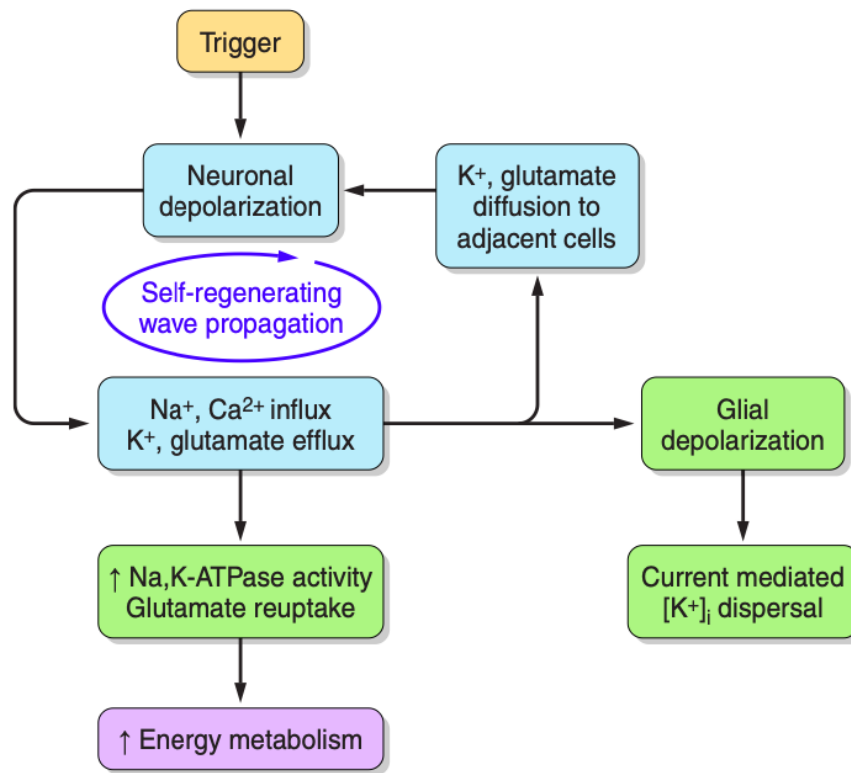 Trigger
Neuronal
depolarization
K⁺, glutamate
diffusion to
adjacent cells
Self-regenerating
wave propagation
Na⁺, Ca²⁺ influx
K⁺, glutamate efflux
Glial
depolarization
↑ Na,K-ATPase activity
Glutamate reuptake
Current mediated
[K⁺]ᵢ dispersal
↑ Energy metabolism